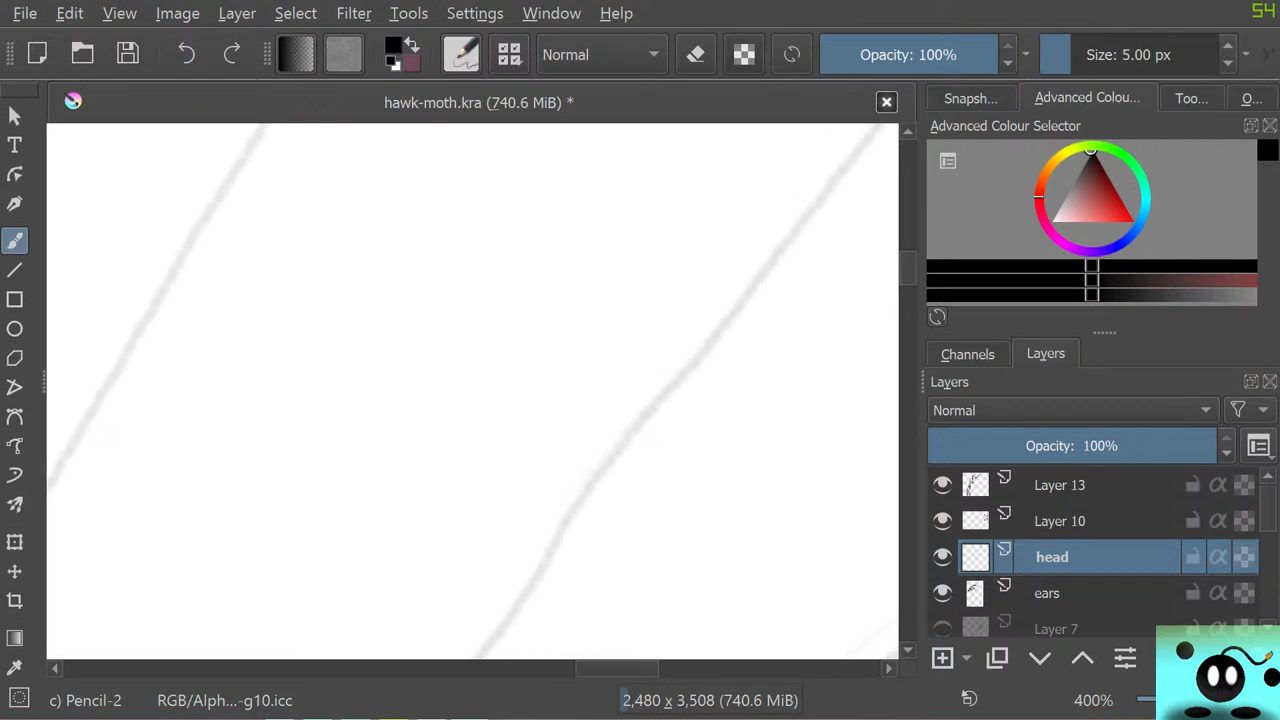 File Edit View Image Layer Select Filter Tools Settings Window Help
54
Normal
Opacity: 100%
Size: 5.00 px
hawk-moth.kra (740.6 MiB) *
Snapsh...
Advanced Colou...
Too...
O...
Advanced Colour Selector
Channels
Layers
Layers
Normal
Opacity: 100%
Layer 13
Layer 10
head
ears
Layer 7
c) Pencil-2
RGB/Alph...-g10.icc
2,480 x 3,508 (740.6 MiB)
400%